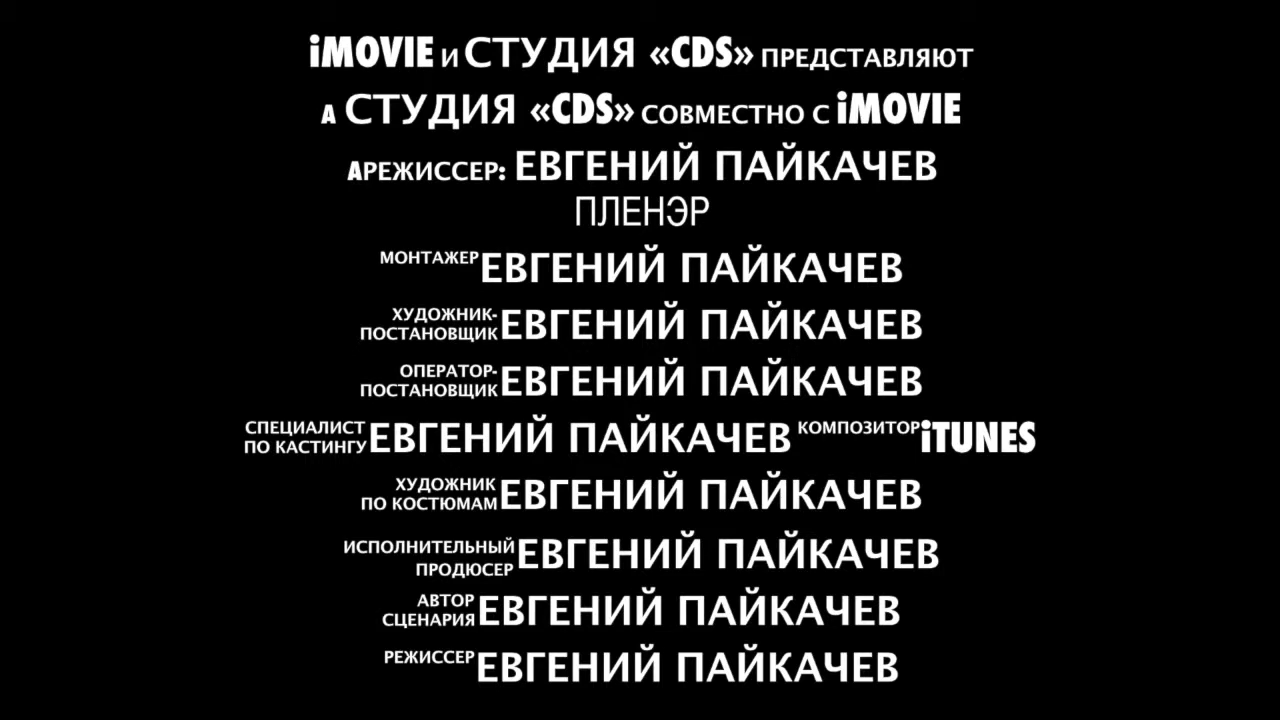 iMOVIE И СТУДИЯ «CDS» ПРЕДСТАВЛЯЮТ
А СТУДИЯ «CDS» СОВМЕСТНО С iMOVIE
АРЕЖИССЕР: ЕВГЕНИЙ ПАЙКАЧЕВ
ПЛЕНЭР
МОНТАЖЕР ЕВГЕНИЙ ПАЙКАЧЕВ
ХУДОЖНИК-ПОСТАНОВЩИК ЕВГЕНИЙ ПАЙКАЧЕВ
ОПЕРАТОР-ПОСТАНОВЩИК ЕВГЕНИЙ ПАЙКАЧЕВ
СПЕЦИАЛИСТ ПО КАСТИНГУ ЕВГЕНИЙ ПАЙКАЧЕВ КОМПОЗИТОР iTUNES
ХУДОЖНИК ПО КОСТЮМАМ ЕВГЕНИЙ ПАЙКАЧЕВ
ИСПОЛНИТЕЛЬНЫЙ ПРОДЮСЕР ЕВГЕНИЙ ПАЙКАЧЕВ
АВТОР СЦЕНАРИЯ ЕВГЕНИЙ ПАЙКАЧЕВ
РЕЖИССЕР ЕВГЕНИЙ ПАЙКАЧЕВ